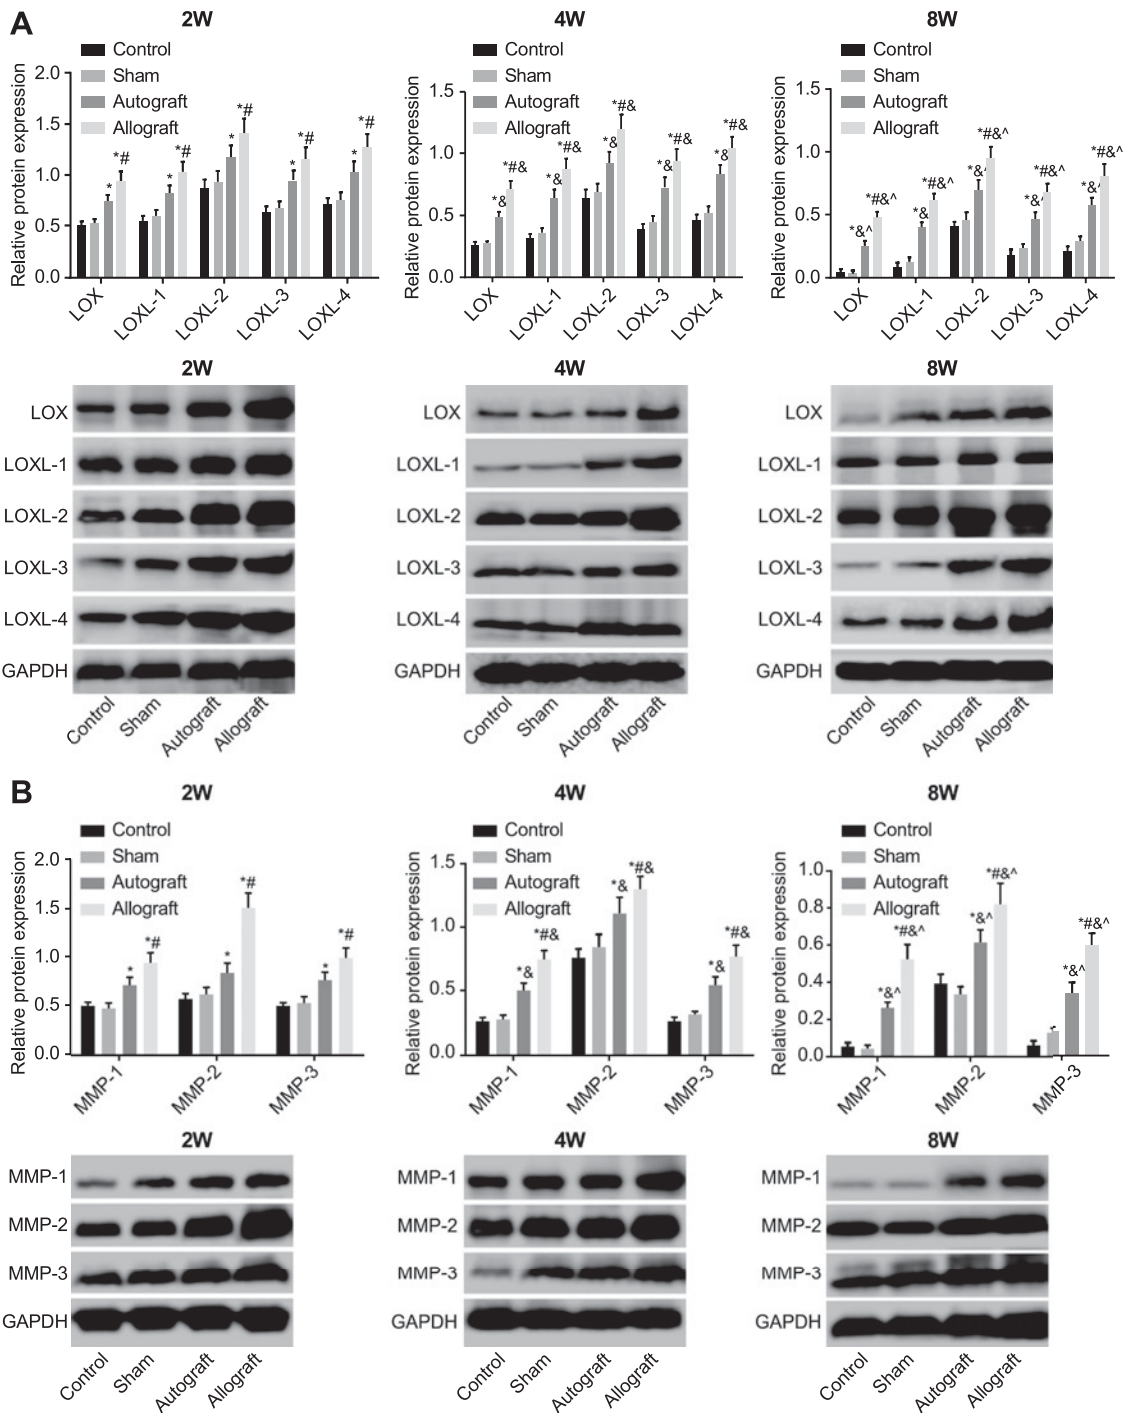 A
2W
Control
Sham
Autograft
Allograft
Relative protein expression
2.0
1.5
1.0
0.5
0.0
*
*#
*
*#
*
*#
*
*#
*
*#
LOX
LOXL-1
LOXL-2
LOXL-3
LOXL-4
4W
Control
Sham
Autograft
Allograft
Relative protein expression
1.5
1.0
0.5
0.0
*&
*#&
*&
*#&
*&
*#&
*&
*#&
*&
*#&
LOX
LOXL-1
LOXL-2
LOXL-3
LOXL-4
8W
Control
Sham
Autograft
Allograft
Relative protein expression
1.5
1.0
0.5
0.0
*&^
*#&^
*&^
*#&^
*&^
*#&^
*&^
*#&^
*&^
*#&^
LOX
LOXL-1
LOXL-2
LOXL-3
LOXL-4
2W
LOX
LOXL-1
LOXL-2
LOXL-3
LOXL-4
GAPDH
Control
Sham
Autograft
Allograft
4W
LOX
LOXL-1
LOXL-2
LOXL-3
LOXL-4
GAPDH
Control
Sham
Autograft
Allograft
8W
LOX
LOXL-1
LOXL-2
LOXL-3
LOXL-4
GAPDH
Control
Sham
Autograft
Allograft
B
2W
Control
Sham
Autograft
Allograft
Relative protein expression
2.0
1.5
1.0
0.5
0.0
*
*#
*
*#
*
*#
MMP-1
MMP-2
MMP-3
4W
Control
Sham
Autograft
Allograft
Relative protein expression
1.5
1.0
0.5
0.0
*&
*#&
*&
*#&
*&
*#&
MMP-1
MMP-2
MMP-3
8W
Control
Sham
Autograft
Allograft
Relative protein expression
1.0
0.8
0.6
0.4
0.2
0.0
*&^
*#&^
*&^
*#&^
*&^
*#&^
MMP-1
MMP-2
MMP-3
2W
MMP-1
MMP-2
MMP-3
GAPDH
Control
Sham
Autograft
Allograft
4W
MMP-1
MMP-2
MMP-3
GAPDH
Control
Sham
Autograft
Allograft
8W
MMP-1
MMP-2
MMP-3
GAPDH
Control
Sham
Autograft
Allograft